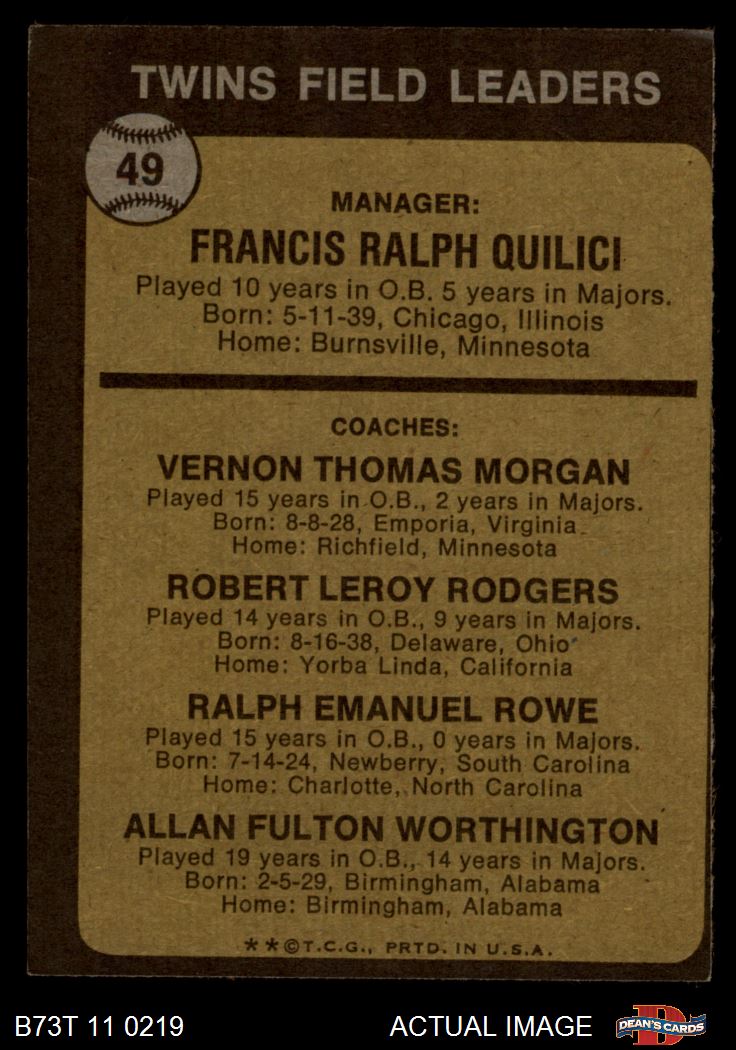 TWINS FIELD LEADERS
49
MANAGER:
FRANCIS RALPH QUILICI
Played 10 years in O.B. 5 years in Majors.
Born: 5-11-39, Chicago, Illinois
Home: Burnsville, Minnesota
COACHES:
VERNON THOMAS MORGAN
Played 15 years in O.B., 2 years in Majors.
Born: 8-8-28, Emporia, Virginia
Home: Richfield, Minnesota
ROBERT LEROY RODGERS
Played 14 years in O.B., 9 years in Majors.
Born: 8-16-38, Delaware, Ohio
Home: Yorba Linda, California
RALPH EMANUEL ROWE
Played 15 years in O.B., 0 years in Majors.
Born: 7-14-24, Newberry, South Carolina
Home: Charlotte, North Carolina
ALLAN FULTON WORTHINGTON
Played 19 years in O.B., 14 years in Majors.
Born: 2-5-29, Birmingham, Alabama
Home: Birmingham, Alabama
**©T.C.G., PRTD. IN U.S.A.
B73T 11 0219 ACTUAL IMAGE
D
DEAN'S CARDS